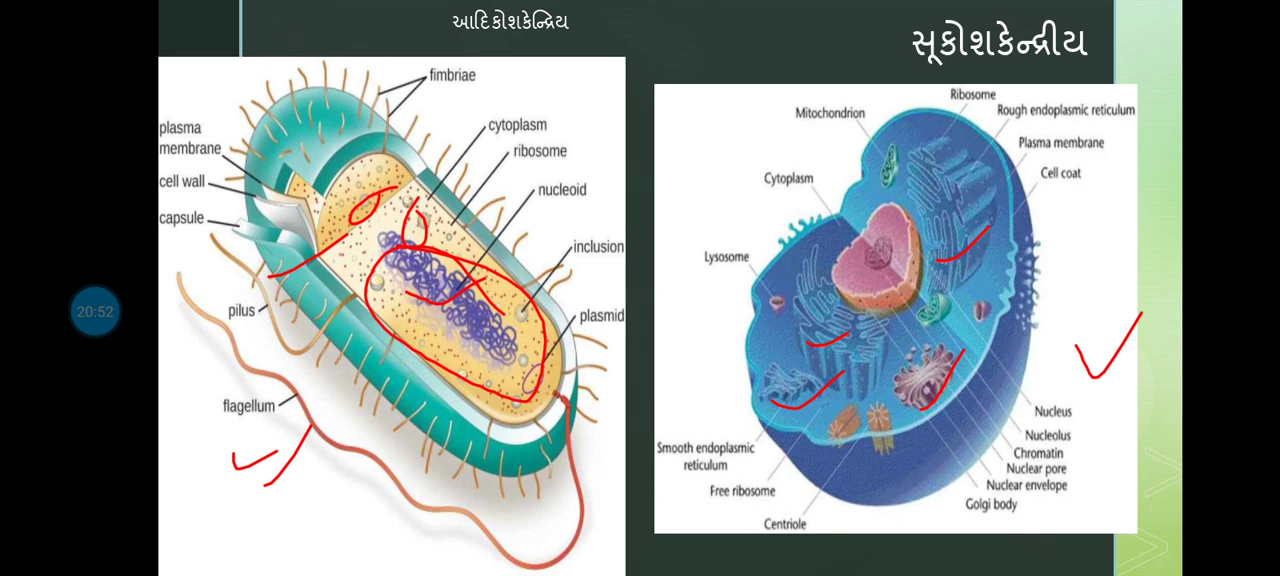 આદિકોશકેન્દ્રિય
સૂકોશકેન્દ્રીય
fimbriae
plasma
membrane
cytoplasm
ribosome
cell wall
nucleoid
capsule
inclusion
plasmid
pilus
flagellum
20:52
Ribosome
Mitochondrion
Rough endoplasmic reticulum
Plasma membrane
Cell coat
Cytoplasm
Lysosome
Nucleus
Nucleolus
Chromatin
Nuclear pore
Nuclear envelope
Golgi body
Smooth endoplasmic
reticulum
Free ribosome
Centriole